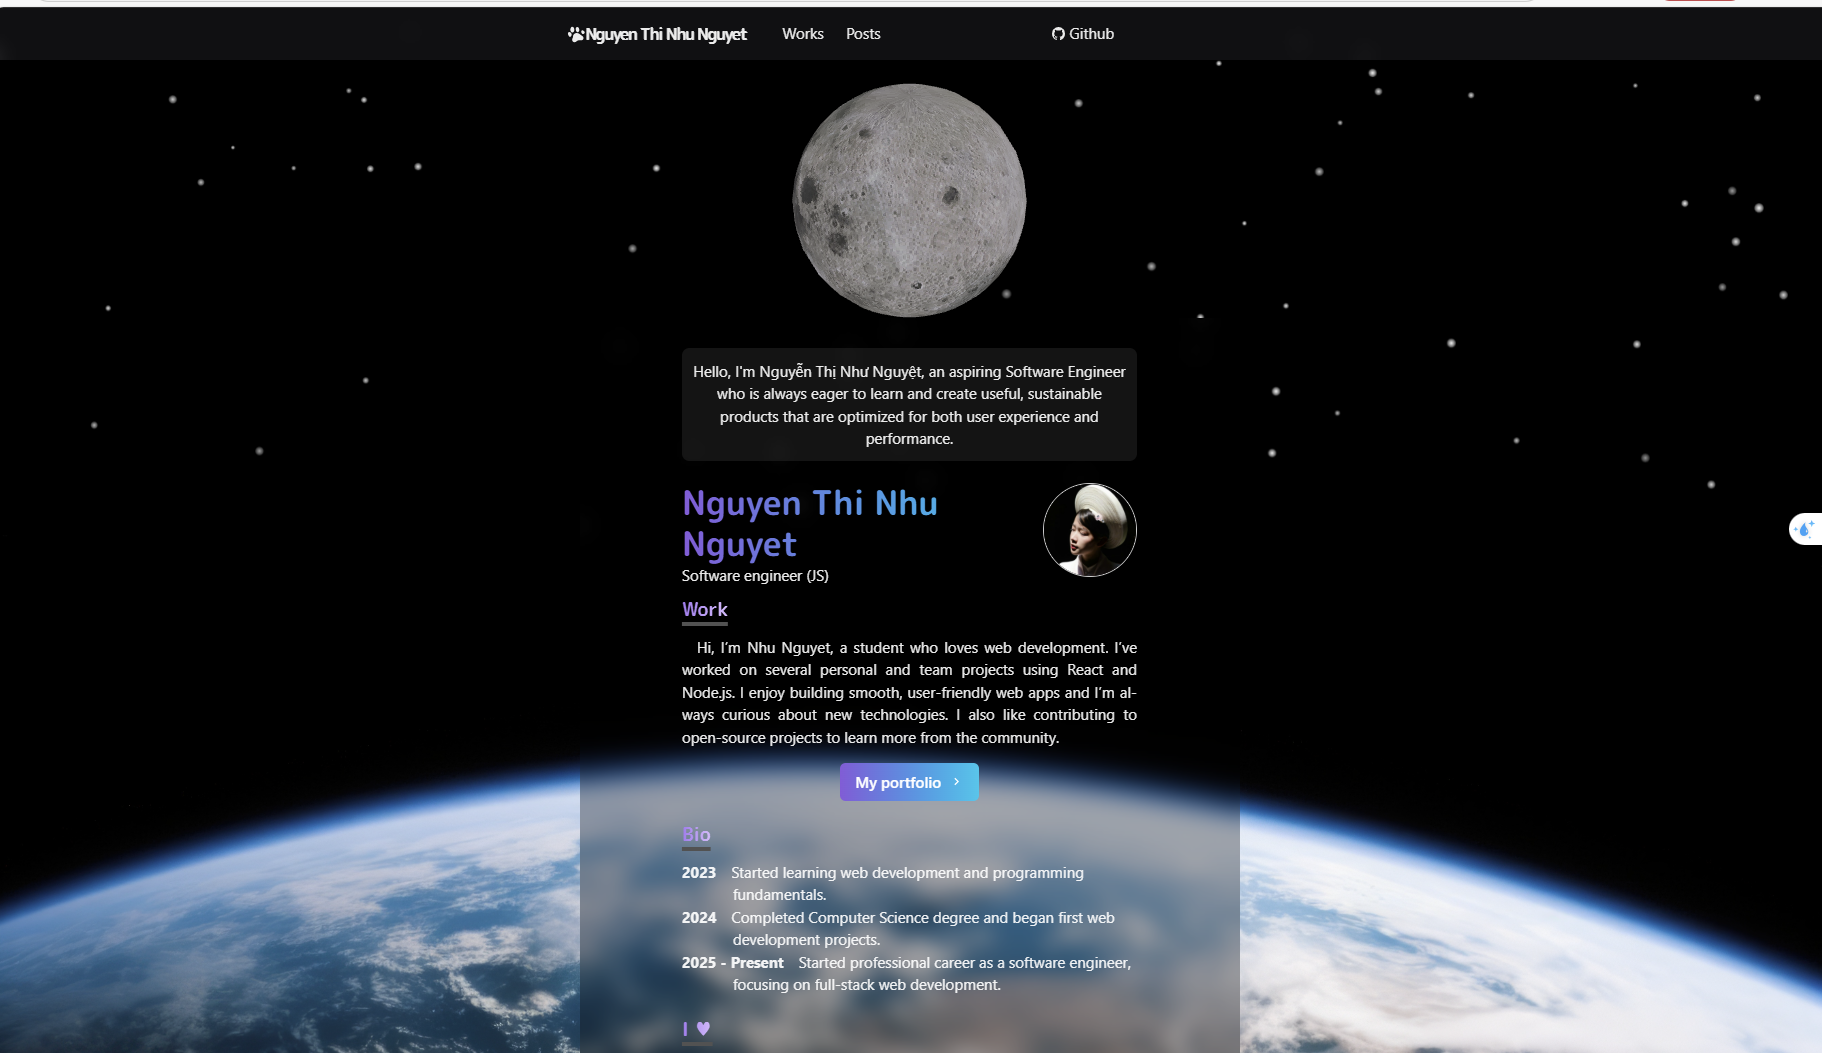 Nguyen Thi Nhu Nguyet Works Posts Github
Hello, I'm Nguyễn Thị Như Nguyệt, an aspiring Software Engineer
who is always eager to learn and create useful, sustainable
products that are optimized for both user experience and
performance.
Nguyen Thi Nhu
Nguyet
Software engineer (JS)
Work
Hi, I’m Nhu Nguyet, a student who loves web development. I’ve
worked on several personal and team projects using React and
Node.js. I enjoy building smooth, user-friendly web apps and I’m al-
ways curious about new technologies. I also like contributing to
open-source projects to learn more from the community.
My portfolio
Bio
2023 Started learning web development and programming
fundamentals.
2024 Completed Computer Science degree and began first web
development projects.
2025 - Present Started professional career as a software engineer,
focusing on full-stack web development.
I ♥